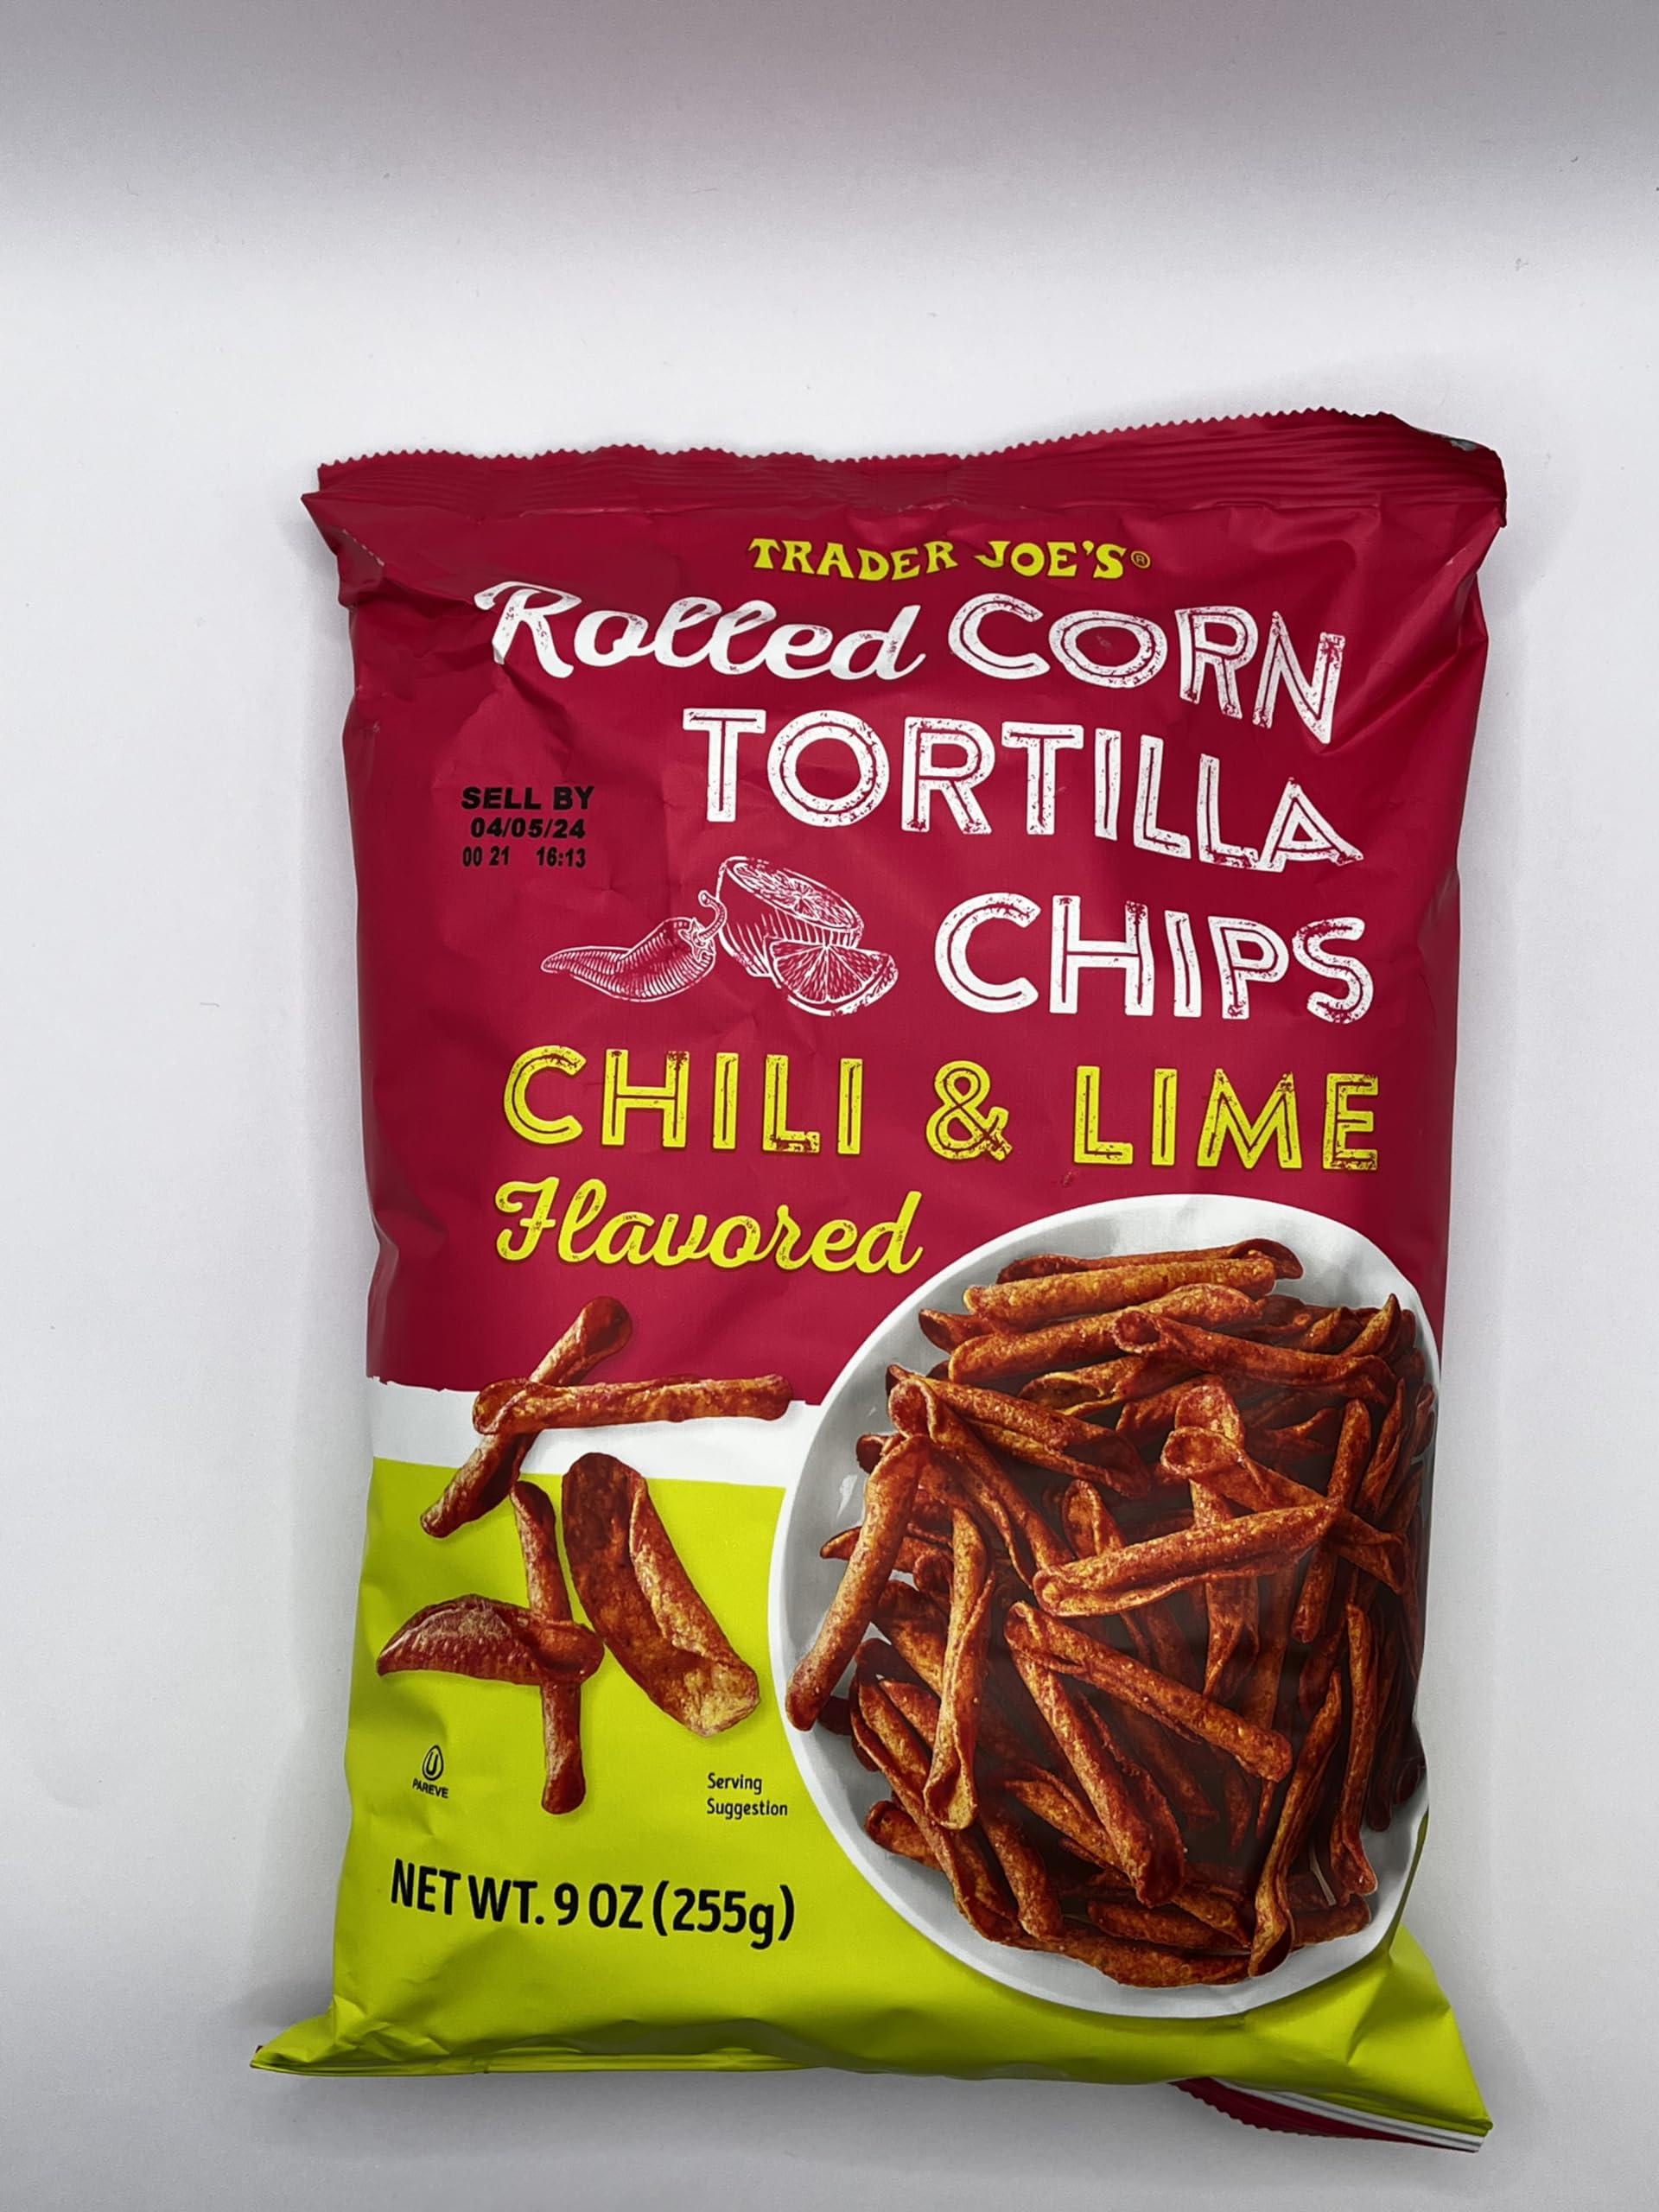 TRADER JOE'S®
Rolled CORN
TORTILLA
CHIPS
SELL BY
04/05/24
00 21 16:13
CHILI & LIME
Flavored
U
PAREVE
Serving
Suggestion
NET WT. 9 OZ (255g)